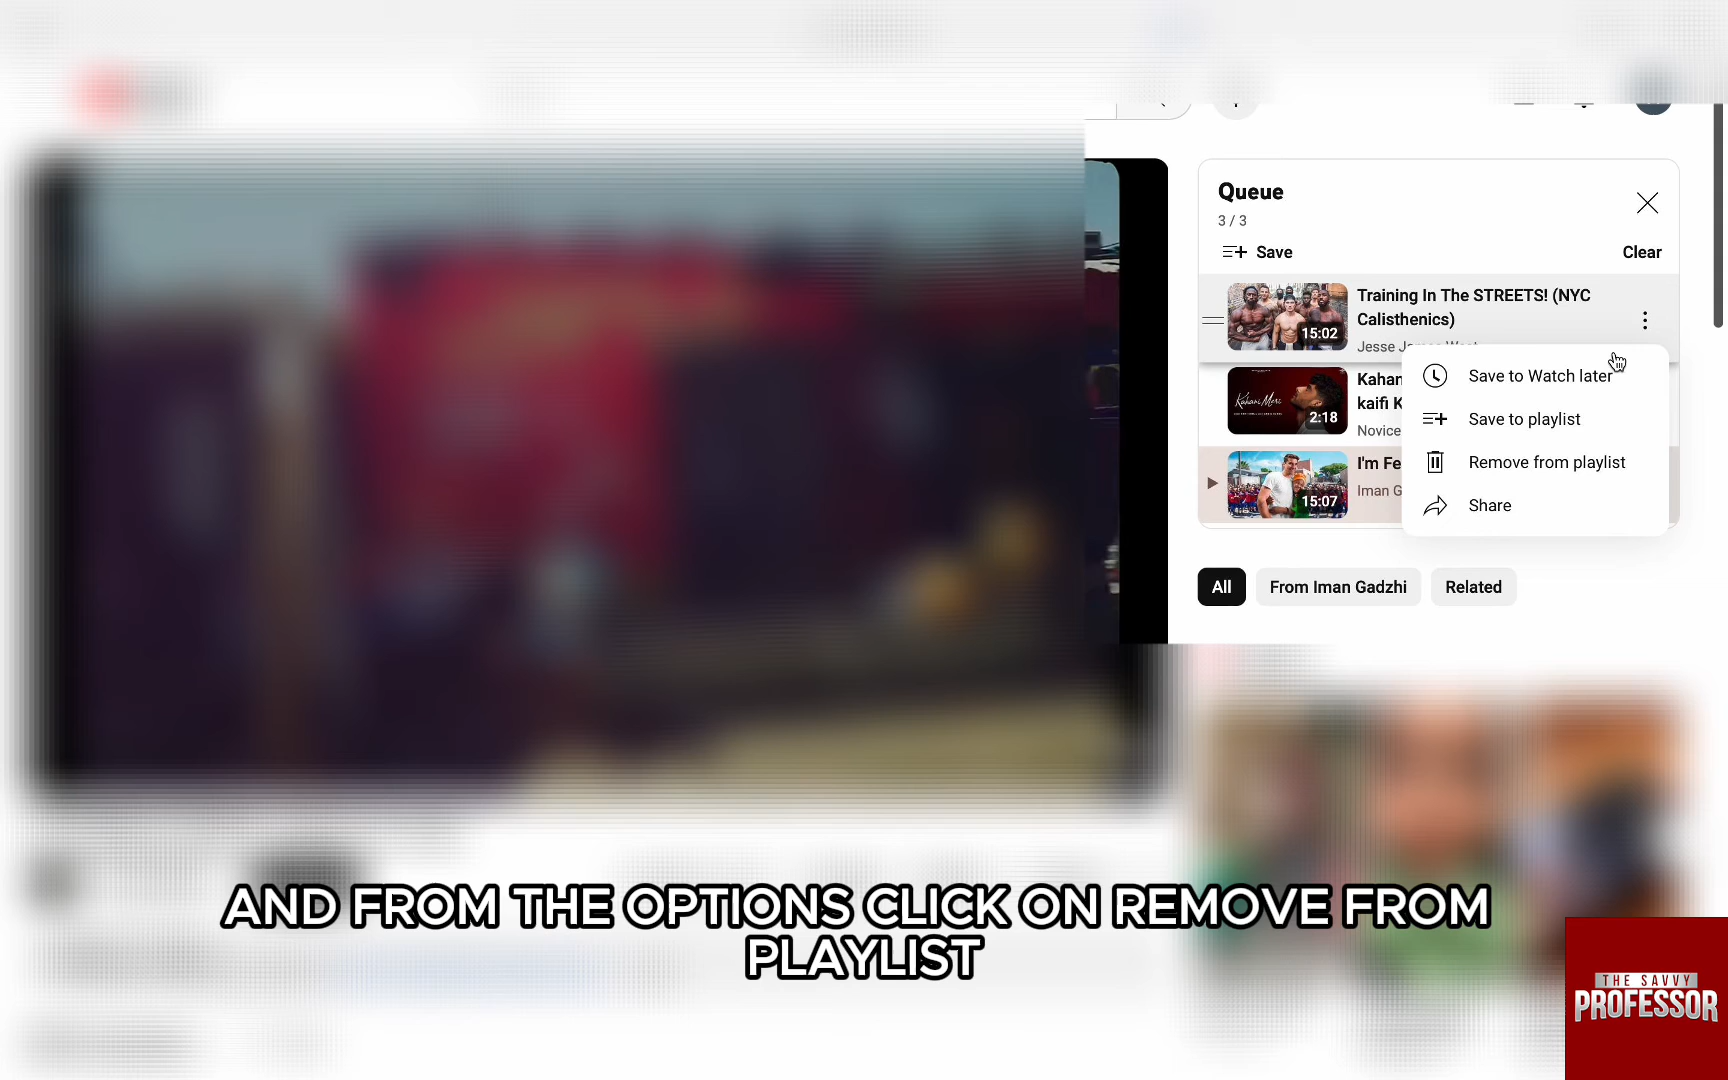 Queue
3 / 3
Save
Clear
Training In The STREETS! (NYC
Calisthenics)
15:02
Jesse
Save to Watch later
Save to playlist
Remove from playlist
Share
kaifi K
2:18
Novice
I'm Fe
Iman G
15:07
All
From Iman Gadzhi
Related
AND FROM THE OPTIONS CLICK ON REMOVE FROM
PLAYLIST
THE SAVVY
PROFESSOR